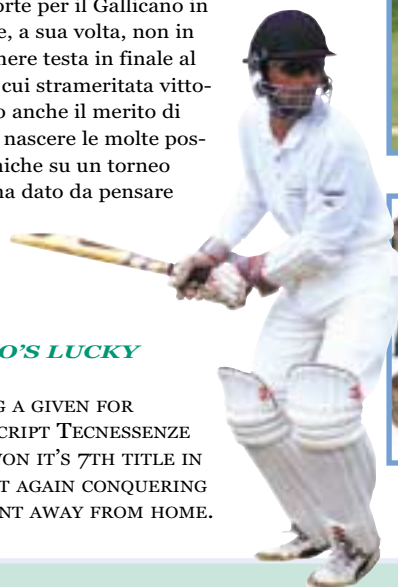 orte per il Gallicano in
e, a sua volta, non in
nere testa in finale al
cui strameritata vitto-
o anche il merito di
nascere le molte pos-
niche su un torneo
na dato da pensare
O'S LUCKY
G A GIVEN FOR
CRIPT TECNESSENZE
WON IT'S 7TH TITLE IN
T AGAIN CONQUERING
NT AWAY FROM HOME.